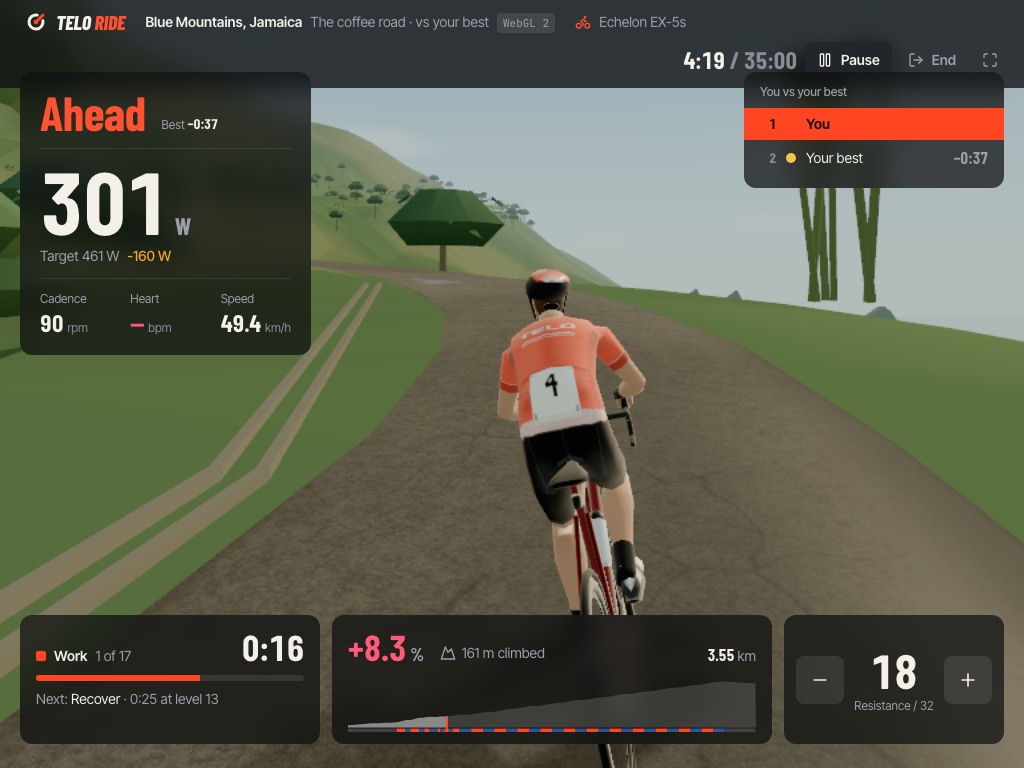 TELO RIDE Blue Mountains, Jamaica The coffee road · vs your best WebGL 2 Echelon EX-5s
4:19 / 35:00 Pause End
Ahead Best −0:37
301 W
Target 461 W -160 W
Cadence Heart Speed
90 rpm – bpm 49.4 km/h
You vs your best
1 You
2 Your best −0:37
TELO
4
Work 1 of 17 0:16
Next: Recover · 0:25 at level 13
+8.3 % 161 m climbed 3.55 km
− 18 +
Resistance / 32